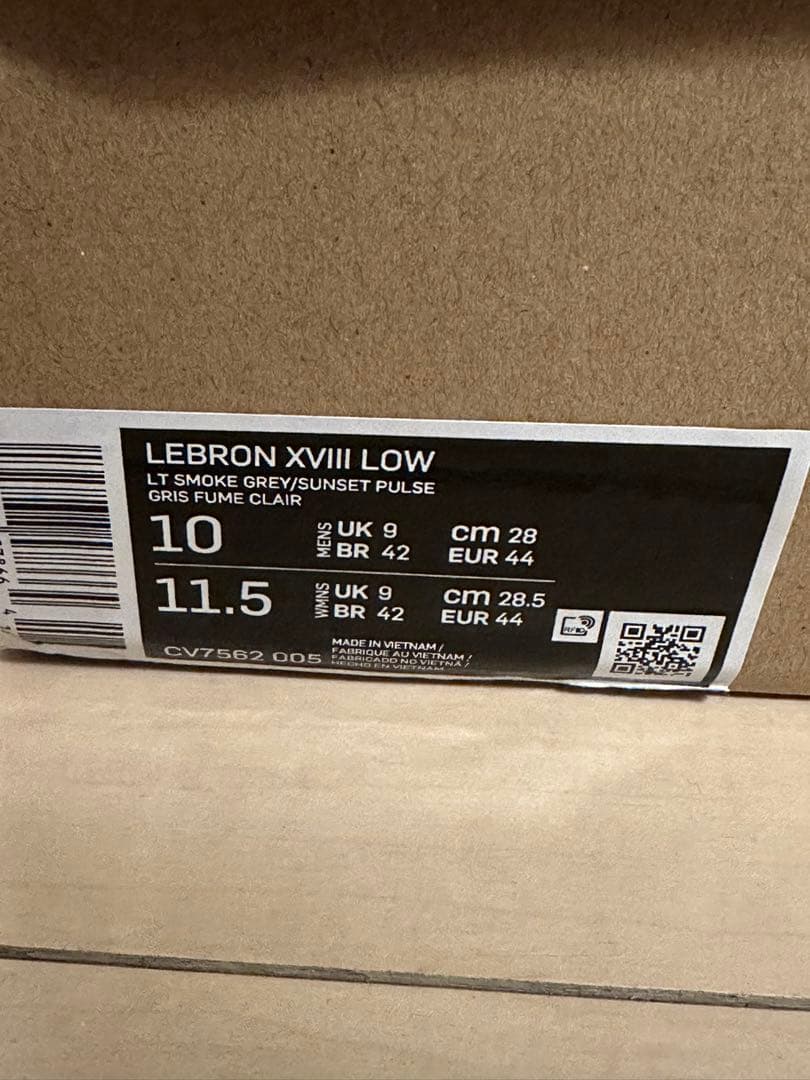 LEBRON XVIII LOW
LT SMOKE GREY/SUNSET PULSE
GRIS FUME CLAIR
10 MENS UK 9 cm 28
BR 42 EUR 44
11.5 WMNS UK 9 cm 28.5
BR 42 EUR 44
RFID
CV7562 005
MADE IN VIETNAM /
FABRIQUE AU VIETNAM /
FABRICADO NO VIETNÃ /
HECHO EN VIETNAM